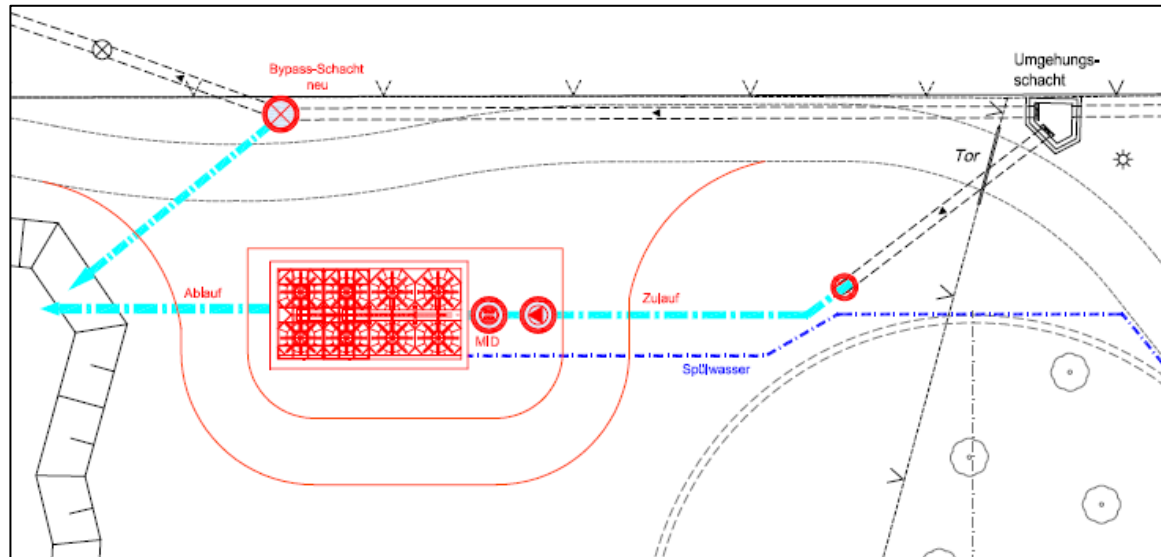 Bypass-Schacht
neu
Umgehungs-
schacht
Tor
Ablauf
Zulauf
MID
Spülwasser